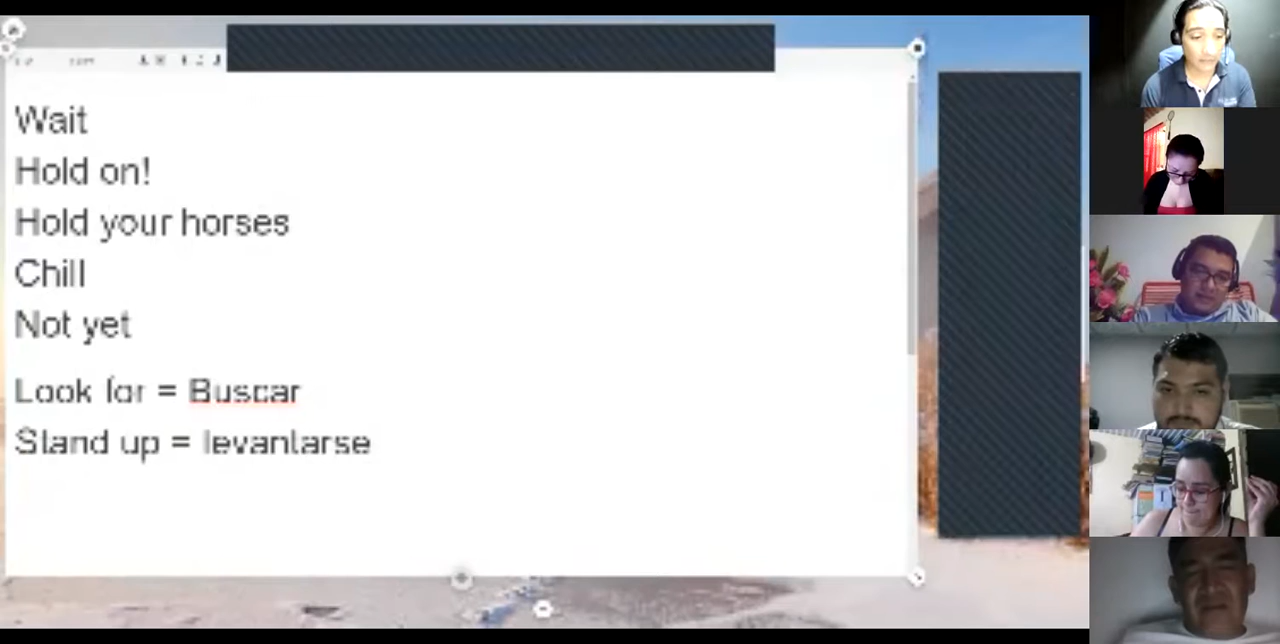 Wait
Hold on!
Hold your horses
Chill
Not yet
Look for = Buscar
Stand up = levantarse